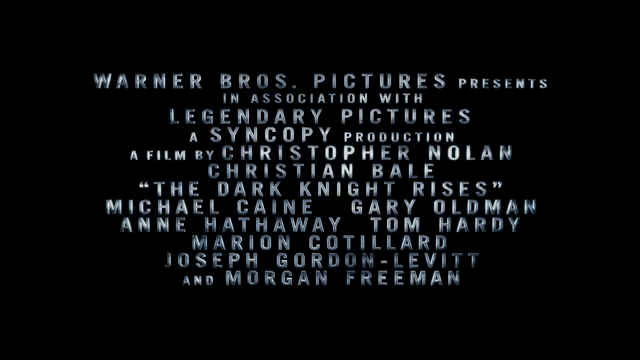 WARNER BROS. PICTURES PRESENTS
IN ASSOCIATION WITH
LEGENDARY PICTURES
A SYNCOPY PRODUCTION
A FILM BY CHRISTOPHER NOLAN
CHRISTIAN BALE
“THE DARK KNIGHT RISES”
MICHAEL CAINE GARY OLDMAN
ANNE HATHAWAY TOM HARDY
MARION COTILLARD
JOSEPH GORDON-LEVITT
AND MORGAN FREEMAN